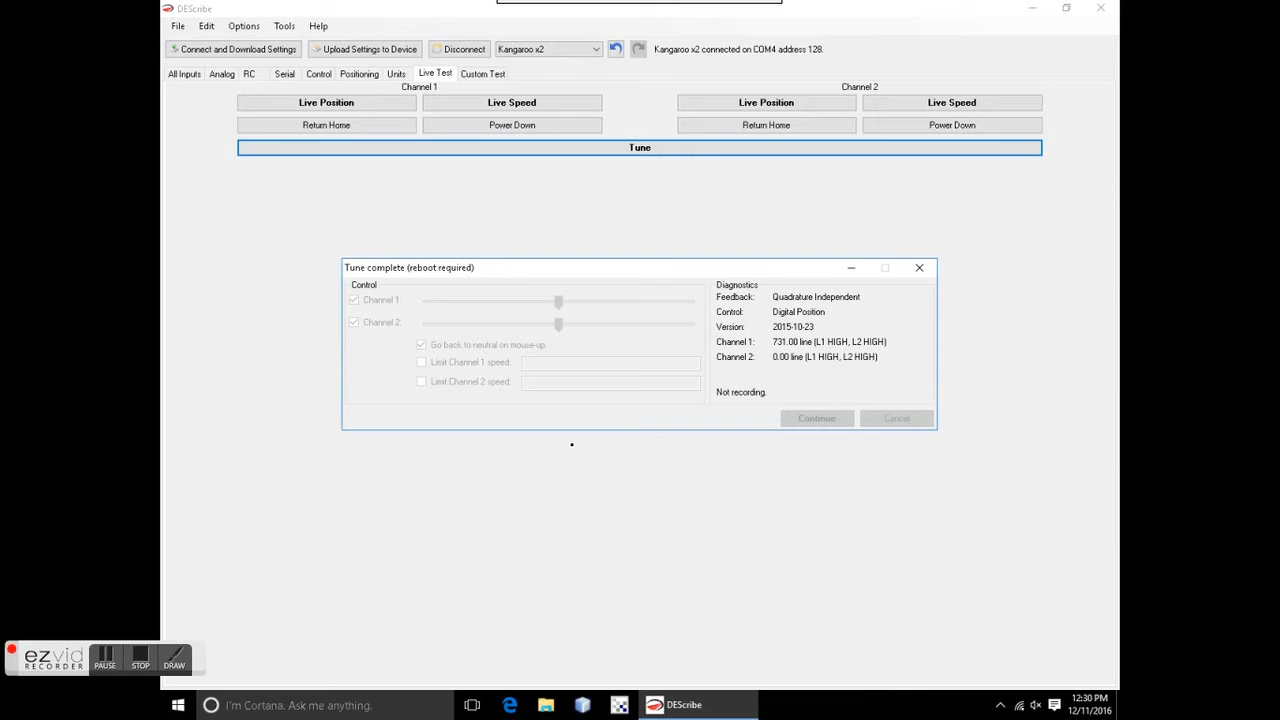 DEScribe
File Edit Options Tools Help
Connect and Download Settings Upload Settings to Device Disconnect Kangaroo x2 Kangaroo x2 connected on COM4 address 128.
All Inputs Analog RC Serial Control Positioning Units Live Test Custom Test
Channel 1 Channel 2
Live Position Live Speed Live Position Live Speed
Return Home Power Down Return Home Power Down
Tune
Tune complete (reboot required)
Control Diagnostics
Channel 1: Feedback: Quadrature Independent
Control: Digital Position
Channel 2: Version: 2015-10-23
Go back to neutral on mouse-up. Channel 1: 731.00 line (L1 HIGH, L2 HIGH)
Limit Channel 1 speed: Channel 2: 0.00 line (L1 HIGH, L2 HIGH)
Limit Channel 2 speed:
Not recording.
Continue Cancel
ezvid
RECORDER
PAUSE STOP DRAW
I'm Cortana. Ask me anything.
DEScribe
12:30 PM
12/11/2016